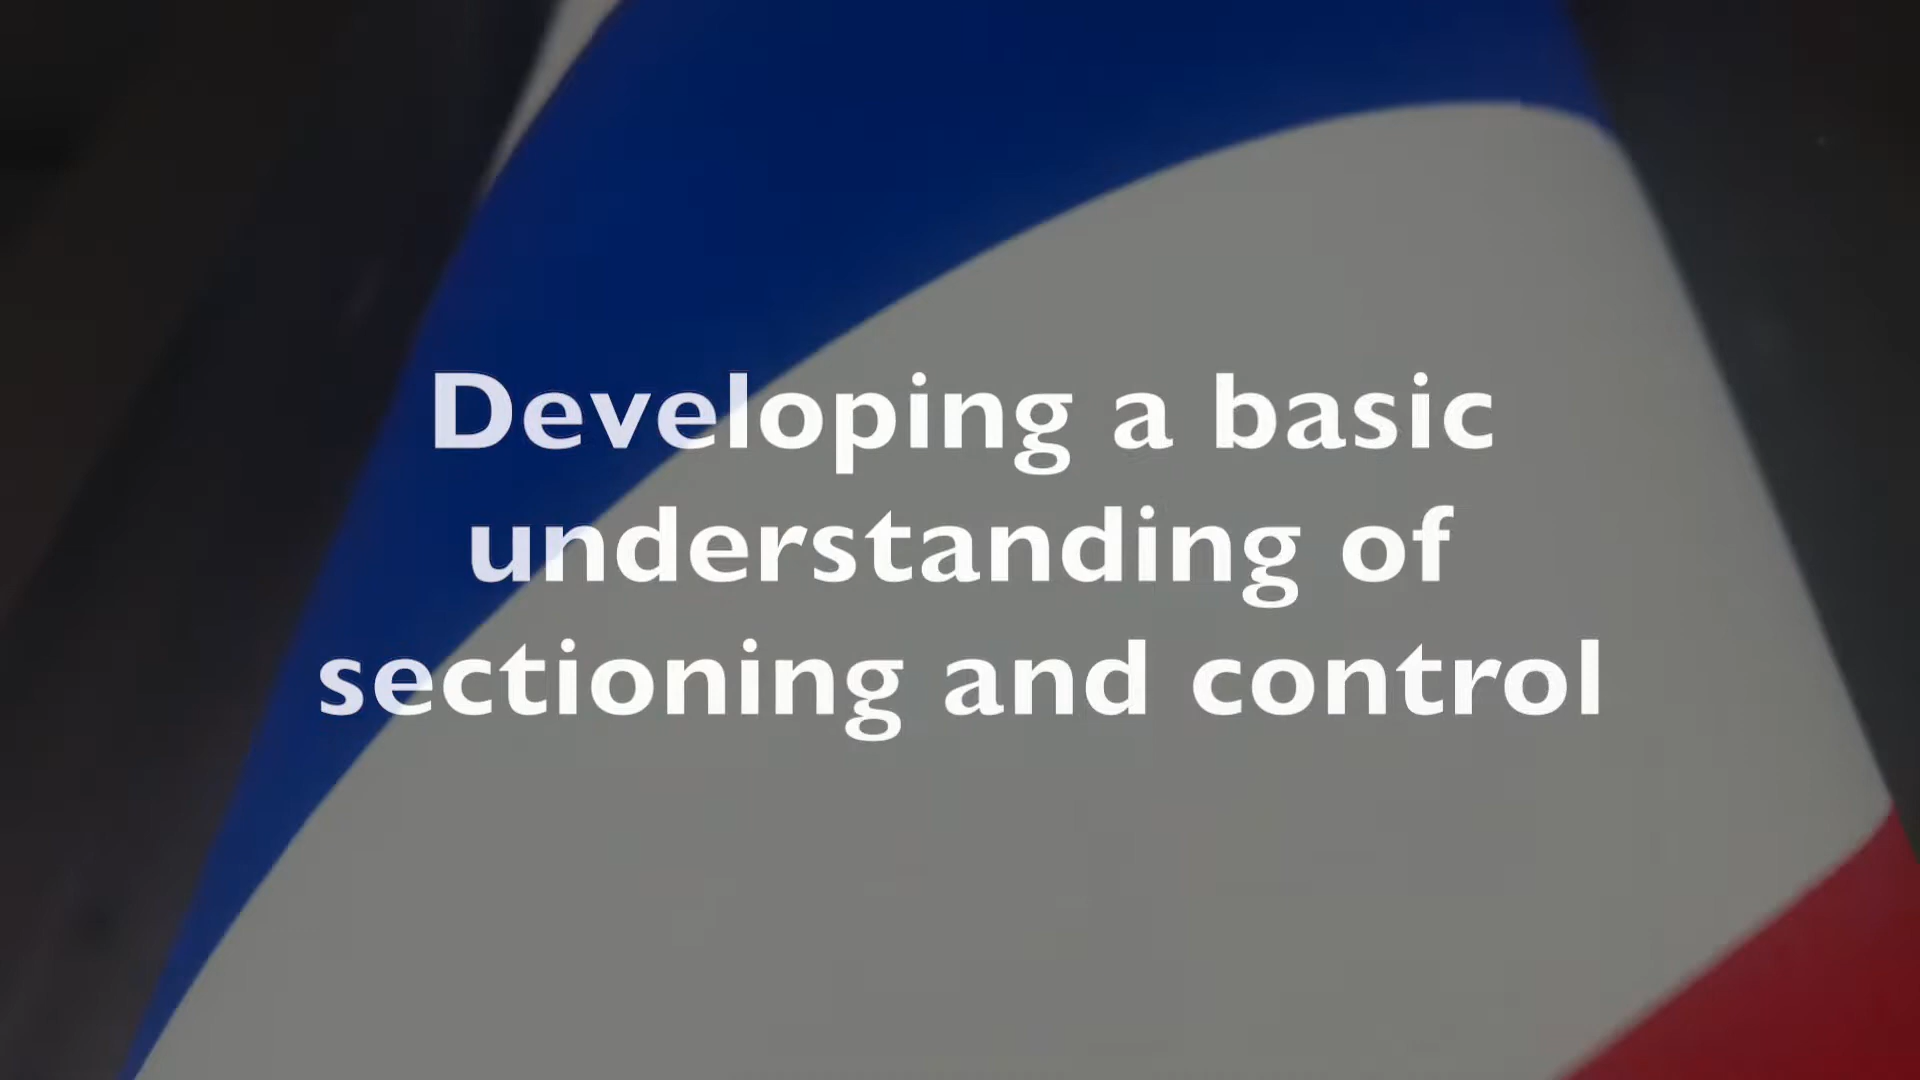 Developing a basic
understanding of
sectioning and control